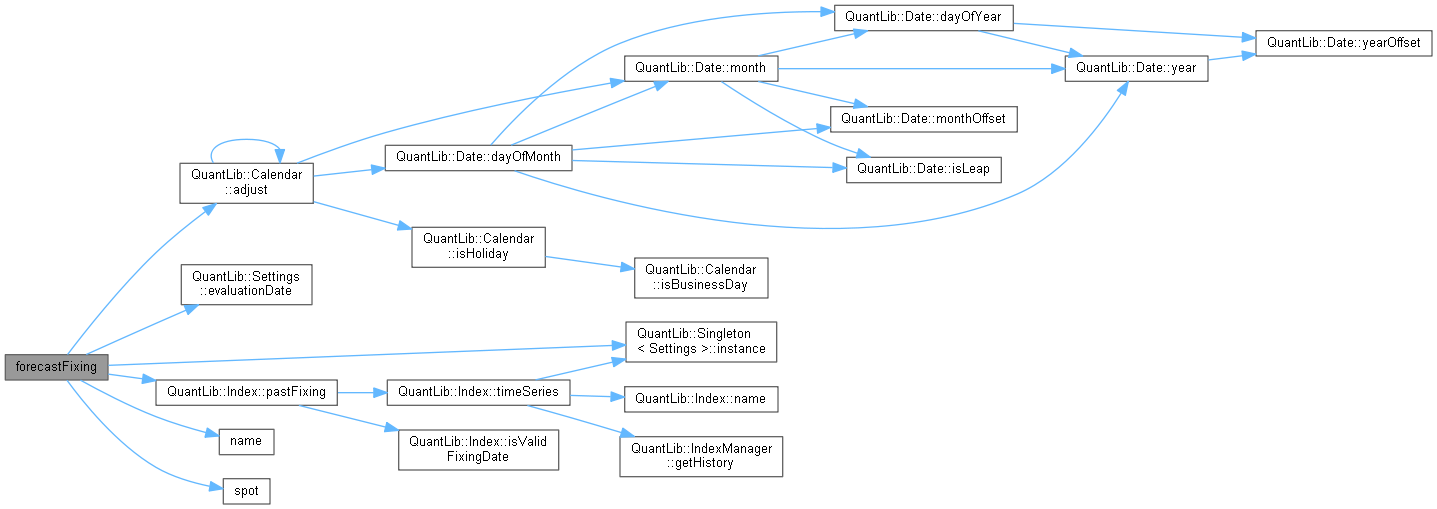 QuantLib::Date::dayOfYear
QuantLib::Date::yearOffset
QuantLib::Date::month
QuantLib::Date::year
QuantLib::Date::monthOffset
QuantLib::Date::dayOfMonth
QuantLib::Date::isLeap
QuantLib::Calendar
::adjust
QuantLib::Calendar
::isHoliday
QuantLib::Calendar
::isBusinessDay
QuantLib::Settings
::evaluationDate
QuantLib::Singleton
< Settings >::instance
forecastFixing
QuantLib::Index::pastFixing
QuantLib::Index::timeSeries
QuantLib::Index::name
name
QuantLib::Index::isValid
FixingDate
QuantLib::IndexManager
::getHistory
spot